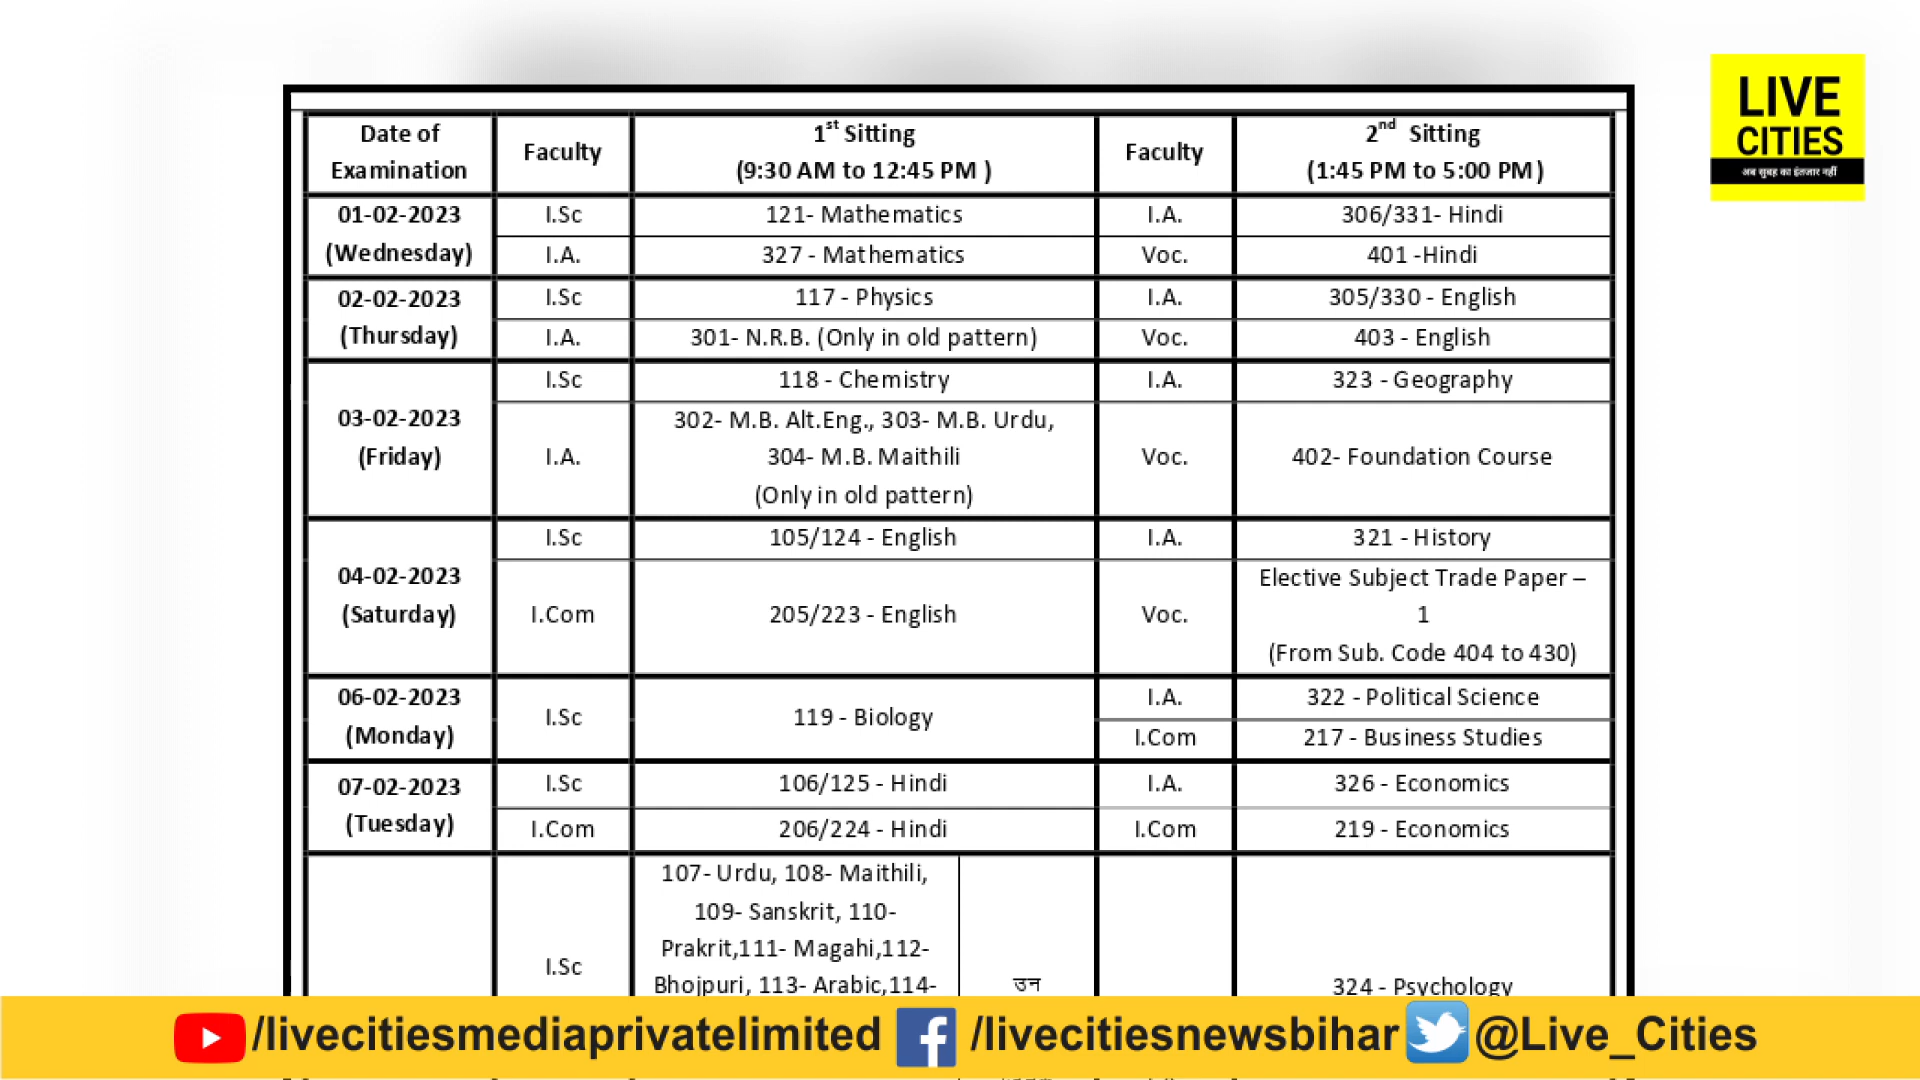 LIVE
CITIES
अब सुबह का इंतजार नहीं
Date of Examination | Faculty | 1st Sitting (9:30 AM to 12:45 PM ) | Faculty | 2nd Sitting (1:45 PM to 5:00 PM)
01-02-2023 (Wednesday) | I.Sc | 121- Mathematics | I.A. | 306/331- Hindi
I.A. | 327 - Mathematics | Voc. | 401 -Hindi
02-02-2023 (Thursday) | I.Sc | 117 - Physics | I.A. | 305/330 - English
I.A. | 301- N.R.B. (Only in old pattern) | Voc. | 403 - English
03-02-2023 (Friday) | I.Sc | 118 - Chemistry | I.A. | 323 - Geography
I.A. | 302- M.B. Alt.Eng., 303- M.B. Urdu, 304- M.B. Maithili (Only in old pattern) | Voc. | 402- Foundation Course
04-02-2023 (Saturday) | I.Sc | 105/124 - English | I.A. | 321 - History
I.Com | 205/223 - English | Voc. | Elective Subject Trade Paper – 1 (From Sub. Code 404 to 430)
06-02-2023 (Monday) | I.Sc | 119 - Biology | I.A. | 322 - Political Science
I.Com | 217 - Business Studies
07-02-2023 (Tuesday) | I.Sc | 106/125 - Hindi | I.A. | 326 - Economics
I.Com | 206/224 - Hindi | I.Com | 219 - Economics
I.Sc | 107- Urdu, 108- Maithili, 109- Sanskrit, 110- Prakrit,111- Magahi,112- Bhojpuri, 113- Arabic,114- | उन | 324 - Psychology
/livecitiesmediaprivatelimited /livecitiesnewsbihar @Live_Cities